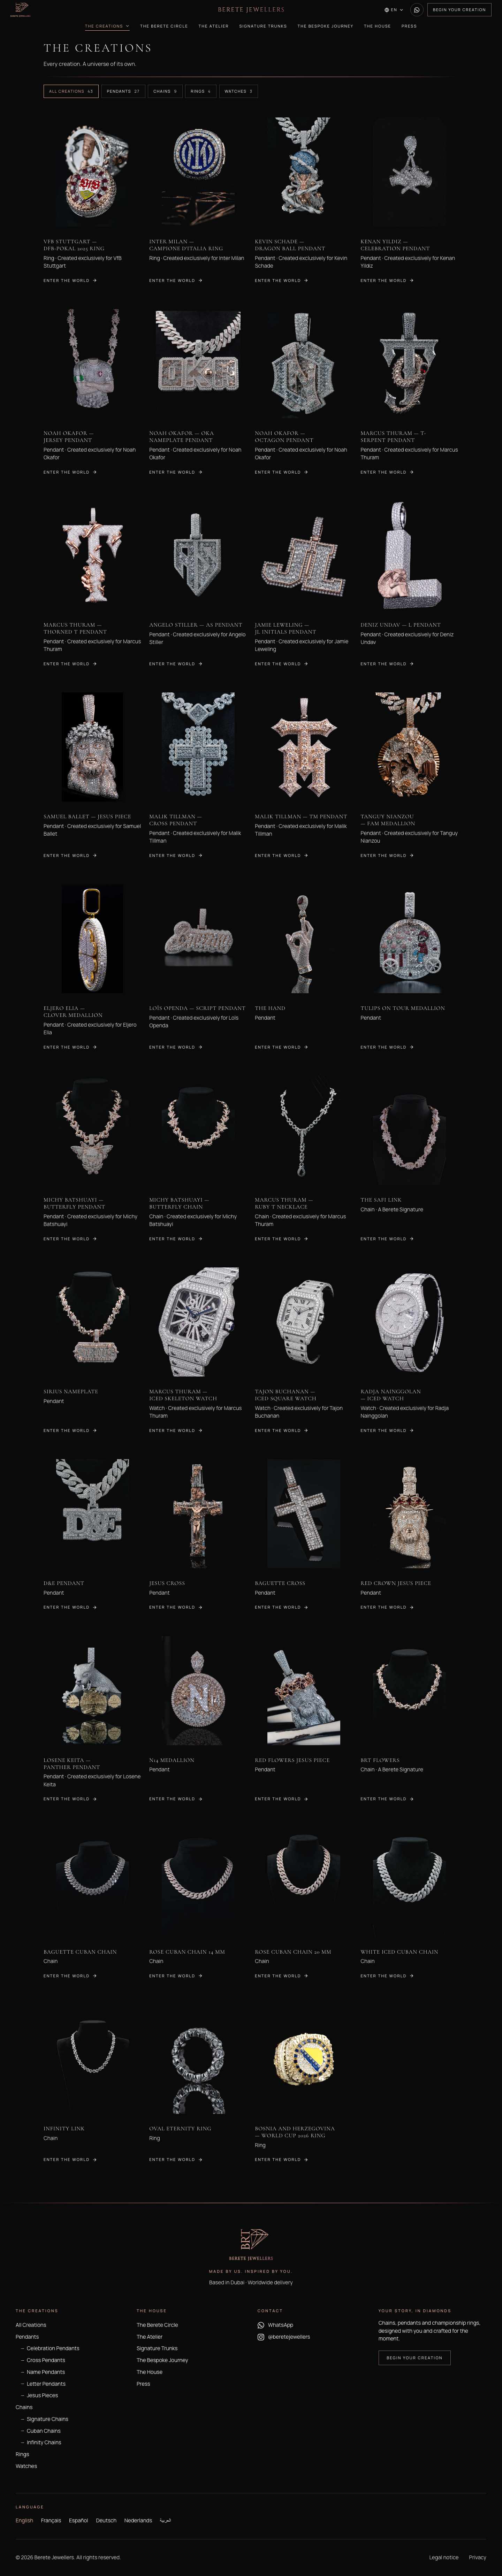 BERETE JEWELLERS
EN
BEGIN YOUR CREATION
THE CREATIONS
THE BERETE CIRCLE
THE ATELIER
SIGNATURE TRUNKS
THE BESPOKE JOURNEY
THE HOUSE
PRESS
THE CREATIONS
Every creation. A universe of its own.
ALL CREATIONS 43
PENDANTS 27
CHAINS 9
RINGS 4
WATCHES 3
VFB STUTTGART —
DFB-POKAL 2025 RING
Ring · Created exclusively for VfB
Stuttgart
ENTER THE WORLD →
INTER MILAN —
CAMPIONE D'ITALIA RING
Ring · Created exclusively for Inter Milan
ENTER THE WORLD →
KEVIN SCHADE —
DRAGON BALL PENDANT
Pendant · Created exclusively for Kevin
Schade
ENTER THE WORLD →
KENAN YILDIZ —
CELEBRATION PENDANT
Pendant · Created exclusively for Kenan
Yildiz
ENTER THE WORLD →
NOAH OKAFOR —
JERSEY PENDANT
Pendant · Created exclusively for Noah
Okafor
ENTER THE WORLD →
NOAH OKAFOR — OKA
NAMEPLATE PENDANT
Pendant · Created exclusively for Noah
Okafor
ENTER THE WORLD →
NOAH OKAFOR —
OCTAGON PENDANT
Pendant · Created exclusively for Noah
Okafor
ENTER THE WORLD →
MARCUS THURAM — T-
SERPENT PENDANT
Pendant · Created exclusively for Marcus
Thuram
ENTER THE WORLD →
MARCUS THURAM —
THORNED T PENDANT
Pendant · Created exclusively for Marcus
Thuram
ENTER THE WORLD →
ANGELO STILLER — AS PENDANT
Pendant · Created exclusively for Angelo
Stiller
ENTER THE WORLD →
JAMIE LEWELING —
JL INITIALS PENDANT
Pendant · Created exclusively for Jamie
Leweling
ENTER THE WORLD →
DENIZ UNDAV — L PENDANT
Pendant · Created exclusively for Deniz
Undav
ENTER THE WORLD →
SAMUEL BALLET — JESUS PIECE
Pendant · Created exclusively for Samuel
Ballet
ENTER THE WORLD →
MALIK TILLMAN —
CROSS PENDANT
Pendant · Created exclusively for Malik
Tillman
ENTER THE WORLD →
MALIK TILLMAN — TM PENDANT
Pendant · Created exclusively for Malik
Tillman
ENTER THE WORLD →
TANGUY NIANZOU
— FAM MEDALLION
Pendant · Created exclusively for Tanguy
Nianzou
ENTER THE WORLD →
ELJERO ELIA —
CLOVER MEDALLION
Pendant · Created exclusively for Eljero
Elia
ENTER THE WORLD →
LOÏS OPENDA — SCRIPT PENDANT
Pendant · Created exclusively for Loïs
Openda
ENTER THE WORLD →
THE HAND
Pendant
ENTER THE WORLD →
TULIPS ON TOUR MEDALLION
Pendant
ENTER THE WORLD →
MICHY BATSHUAYI —
BUTTERFLY PENDANT
Pendant · Created exclusively for Michy
Batshuayi
ENTER THE WORLD →
MICHY BATSHUAYI —
BUTTERFLY CHAIN
Chain · Created exclusively for Michy
Batshuayi
ENTER THE WORLD →
MARCUS THURAM —
RUBY T NECKLACE
Chain · Created exclusively for Marcus
Thuram
ENTER THE WORLD →
THE SAFI LINK
Chain · A Berete Signature
ENTER THE WORLD →
SIRIUS NAMEPLATE
Pendant
ENTER THE WORLD →
MARCUS THURAM —
ICED SKELETON WATCH
Watch · Created exclusively for Marcus
Thuram
ENTER THE WORLD →
TAJON BUCHANAN —
ICED SQUARE WATCH
Watch · Created exclusively for Tajon
Buchanan
ENTER THE WORLD →
RADJA NAINGGOLAN
— ICED WATCH
Watch · Created exclusively for Radja
Nainggolan
ENTER THE WORLD →
D&E PENDANT
Pendant
ENTER THE WORLD →
JESUS CROSS
Pendant
ENTER THE WORLD →
BAGUETTE CROSS
Pendant
ENTER THE WORLD →
RED CROWN JESUS PIECE
Pendant
ENTER THE WORLD →
LOSENE KEITA —
PANTHER PENDANT
Pendant · Created exclusively for Losene
Keita
ENTER THE WORLD →
N14 MEDALLION
Pendant
ENTER THE WORLD →
RED FLOWERS JESUS PIECE
Pendant
ENTER THE WORLD →
BRT FLOWERS
Chain · A Berete Signature
ENTER THE WORLD →
BAGUETTE CUBAN CHAIN
Chain
ENTER THE WORLD →
ROSE CUBAN CHAIN 14 MM
Chain
ENTER THE WORLD →
ROSE CUBAN CHAIN 20 MM
Chain
ENTER THE WORLD →
WHITE ICED CUBAN CHAIN
Chain
ENTER THE WORLD →
INFINITY LINK
Chain
ENTER THE WORLD →
OVAL ETERNITY RING
Ring
ENTER THE WORLD →
BOSNIA AND HERZEGOVINA
— WORLD CUP 2026 RING
Ring
ENTER THE WORLD →
BRT
BERETE JEWELLERS
MADE BY US. INSPIRED BY YOU.
Based in Dubai · Worldwide delivery
THE CREATIONS
All Creations
Pendants
– Celebration Pendants
– Cross Pendants
– Name Pendants
– Letter Pendants
– Jesus Pieces
Chains
– Signature Chains
– Cuban Chains
– Infinity Chains
Rings
Watches
THE HOUSE
The Berete Circle
The Atelier
Signature Trunks
The Bespoke Journey
The House
Press
CONTACT
WhatsApp
@beretejewellers
YOUR STORY, IN DIAMONDS
Chains, pendants and championship rings,
designed with you and crafted for the
moment.
BEGIN YOUR CREATION
LANGUAGE
English
Français
Español
Deutsch
Nederlands
العربية
© 2026 Berete Jewellers. All rights reserved.
Legal notice
Privacy